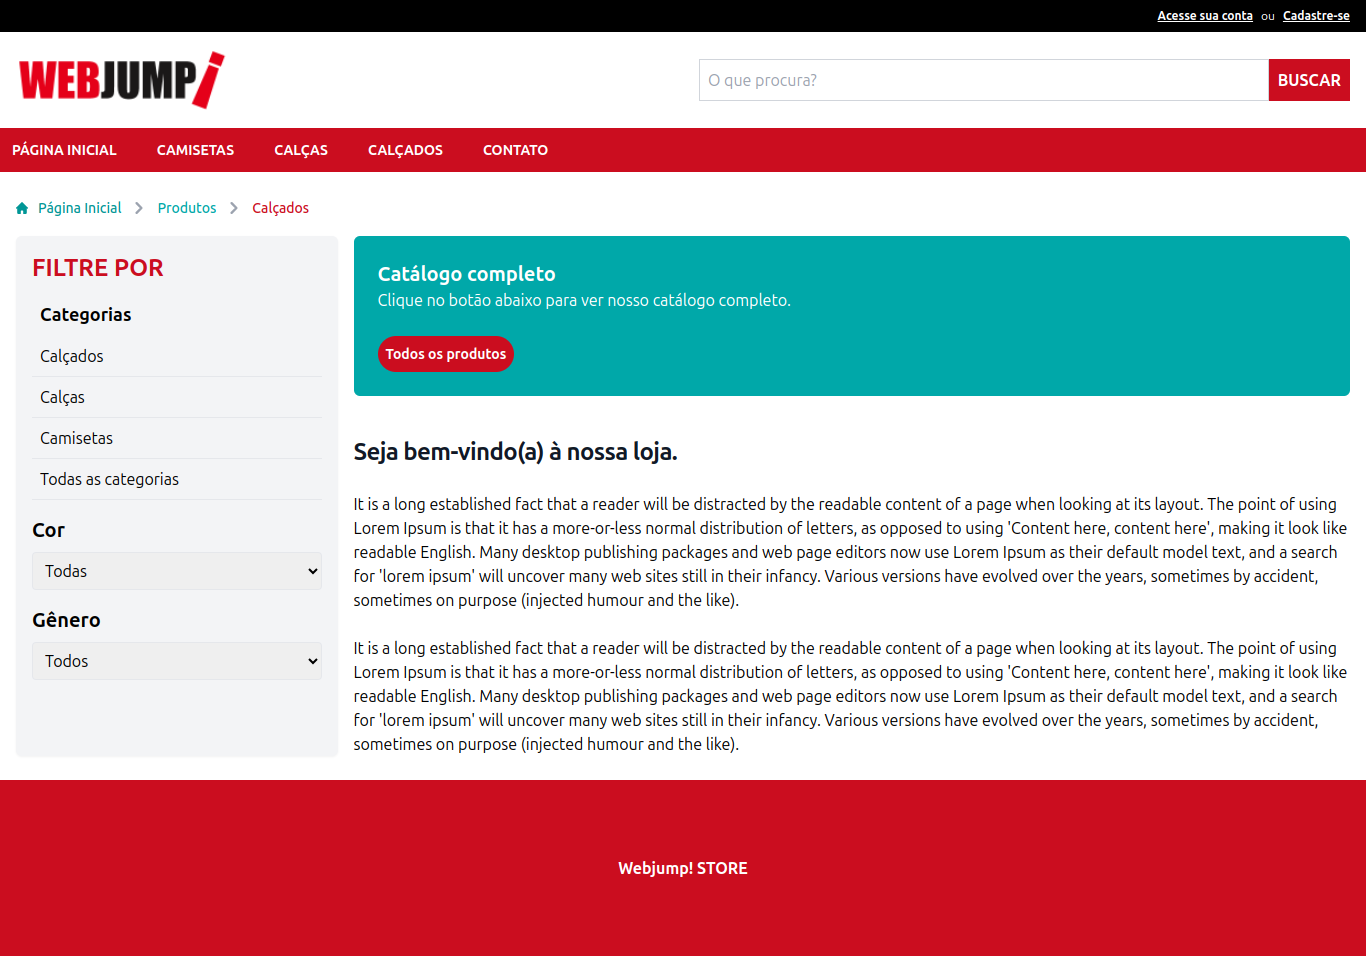 Acesse sua conta ou Cadastre-se
WEBJUMP!
O que procura?
BUSCAR
PÁGINA INICIAL CAMISETAS CALÇAS CALÇADOS CONTATO
Página Inicial Produtos Calçados
FILTRE POR
Categorias
Calçados
Calças
Camisetas
Todas as categorias
Cor
Todas
Gênero
Todos
Catálogo completo
Clique no botão abaixo para ver nosso catálogo completo.
Todos os produtos
Seja bem-vindo(a) à nossa loja.
It is a long established fact that a reader will be distracted by the readable content of a page when looking at its layout. The point of using
Lorem Ipsum is that it has a more-or-less normal distribution of letters, as opposed to using 'Content here, content here', making it look like
readable English. Many desktop publishing packages and web page editors now use Lorem Ipsum as their default model text, and a search
for 'lorem ipsum' will uncover many web sites still in their infancy. Various versions have evolved over the years, sometimes by accident,
sometimes on purpose (injected humour and the like).
It is a long established fact that a reader will be distracted by the readable content of a page when looking at its layout. The point of using
Lorem Ipsum is that it has a more-or-less normal distribution of letters, as opposed to using 'Content here, content here', making it look like
readable English. Many desktop publishing packages and web page editors now use Lorem Ipsum as their default model text, and a search
for 'lorem ipsum' will uncover many web sites still in their infancy. Various versions have evolved over the years, sometimes by accident,
sometimes on purpose (injected humour and the like).
Webjump! STORE